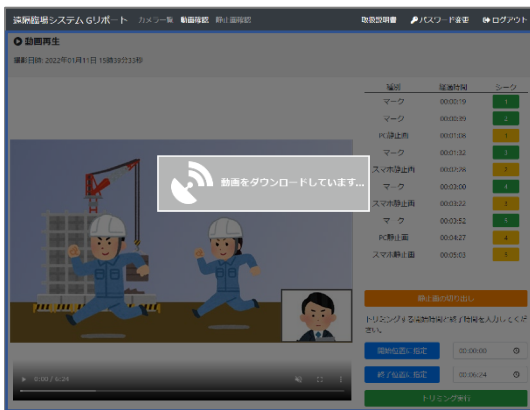 遠隔臨場システム Gリポート カメラ一覧 動画確認 静止画確認 取扱説明書 パスワード変更 ログアウト
動画再生
撮影日時: 2022年01月11日 15時38分33秒
種別 経過時間 シーク
マーク 00:00:19 1
マーク 00:00:39 2
PC静止画 00:01:08 1
マーク 00:01:32 3
スマホ静止画 00:02:28 2
マーク 00:03:00 4
スマホ静止画 00:03:22 3
マーク 00:03:52 5
PC静止画 00:04:27 4
スマホ静止画 00:05:03 5
動画をダウンロードしています...
静止画の切り出し
トリミングする開始時間と終了時間を入力してください。
開始位置に指定 00:00:00
終了位置に指定 00:06:24
トリミング実行
0:00 / 6:24